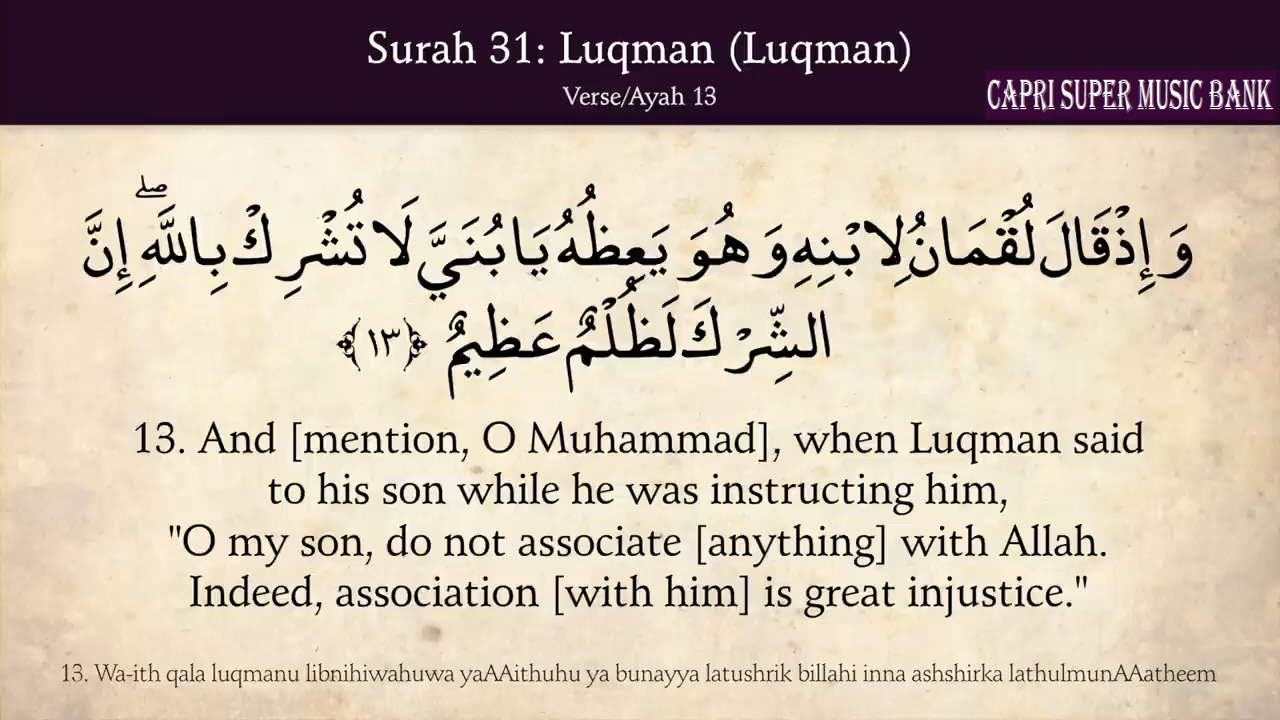 Surah 31: Luqman (Luqman)
Verse/Ayah 13
CAPRI SUPER MUSIC BANK
وَإِذْ قَالَ لُقْمَانُ لِابْنِهِ وَهُوَ يَعِظُهُ يَا بُنَيَّ لَا تُشْرِكْ بِاللَّهِ ۖ إِنَّ
الشِّرْكَ لَظُلْمٌ عَظِيمٌ ﴿١٣﴾
13. And [mention, O Muhammad], when Luqman said
to his son while he was instructing him,
"O my son, do not associate [anything] with Allah.
Indeed, association [with him] is great injustice."
13. Wa-ith qala luqmanu libnihiwahuwa yaAAithuhu ya bunayya latushrik billahi inna ashshirka lathulmunAAatheem